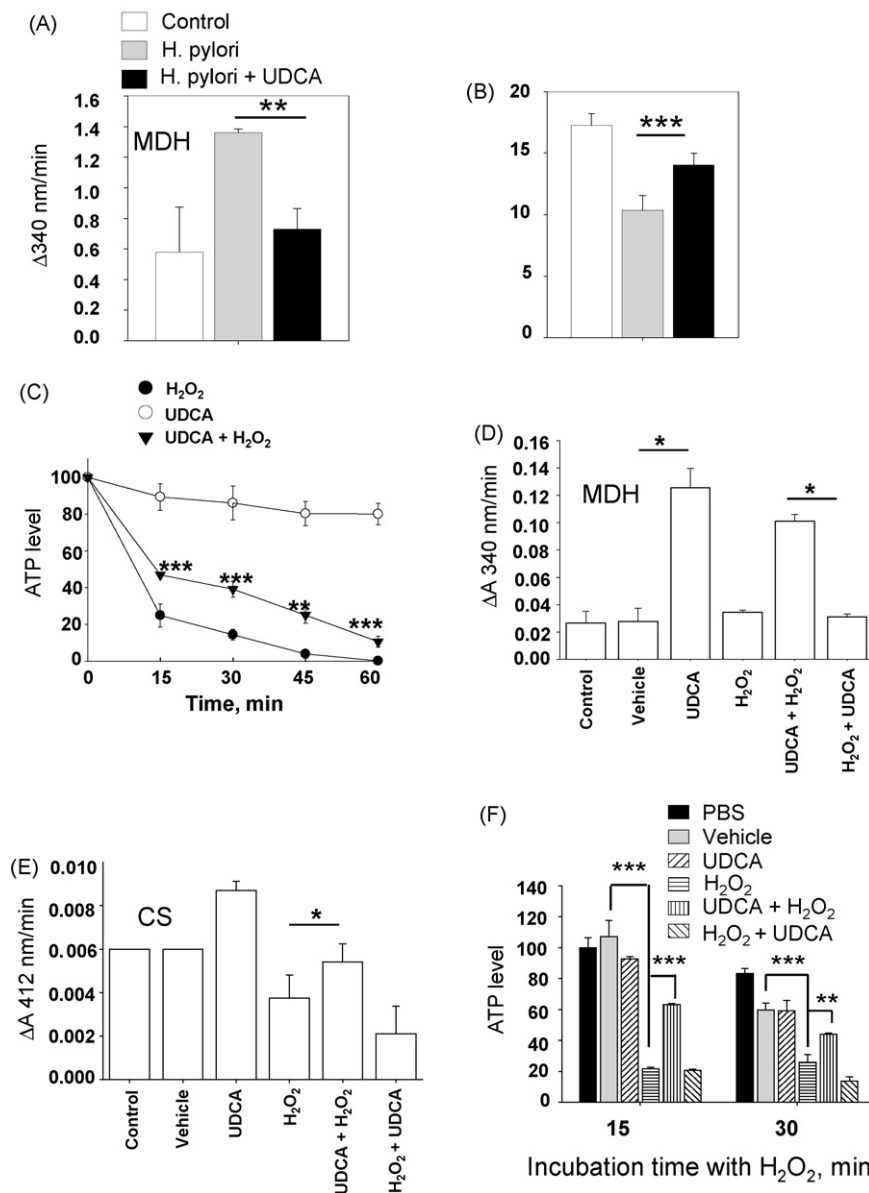 (A)
Control
H. pylori
H. pylori + UDCA
1.6
1.4
1.2
1.0
0.8
0.6
0.4
0.2
0.0
Δ340 nm/min
MDH
**
(B)
20
15
10
5
0
***
(C)
H₂O₂
UDCA
UDCA + H₂O₂
100
80
60
40
20
0
ATP level
***
***
**
***
0 15 30 45 60
Time, min
(D)
0.16
0.14
0.12
0.10
0.08
0.06
0.04
0.02
0.00
ΔA 340 nm/min
MDH
*
*
Control
Vehicle
UDCA
H₂O₂
UDCA + H₂O₂
H₂O₂ + UDCA
(E)
0.010
0.008
0.006
0.004
0.002
0.000
ΔA 412 nm/min
CS
*
Control
Vehicle
UDCA
H₂O₂
UDCA + H₂O₂
H₂O₂ + UDCA
(F)
PBS
Vehicle
UDCA
H₂O₂
UDCA + H₂O₂
H₂O₂ + UDCA
140
120
100
80
60
40
20
0
ATP level
***
***
***
**
15 30
Incubation time with H₂O₂, min